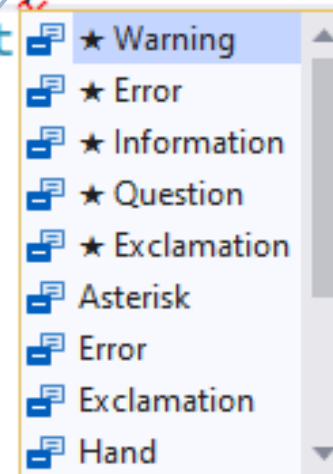 t
★ Warning
★ Error
★ Information
★ Question
★ Exclamation
Asterisk
Error
Exclamation
Hand